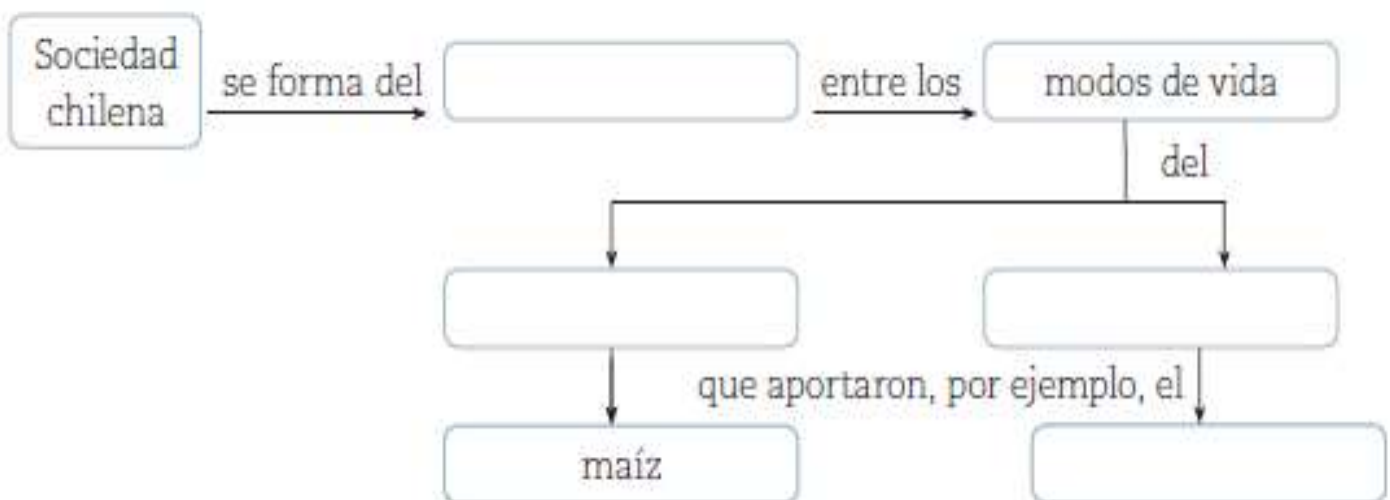 Sociedad
chilena
se forma del
entre los
modos de vida
del
que aportaron, por ejemplo, el
maíz